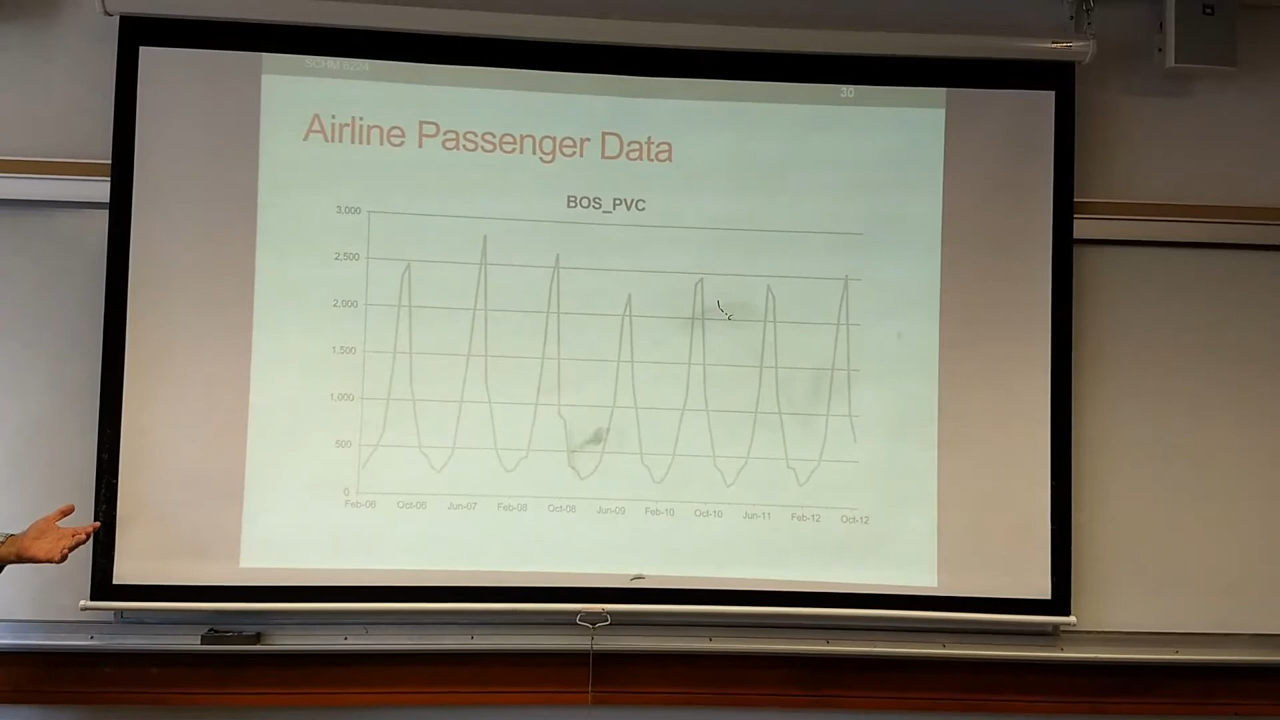 SCHM 6224
30
Airline Passenger Data
BOS_PVC
3,000
2,500
2,000
1,500
1,000
500
0
Feb-06 Oct-06 Jun-07 Feb-08 Oct-08 Jun-09 Feb-10 Oct-10 Jun-11 Feb-12 Oct-12